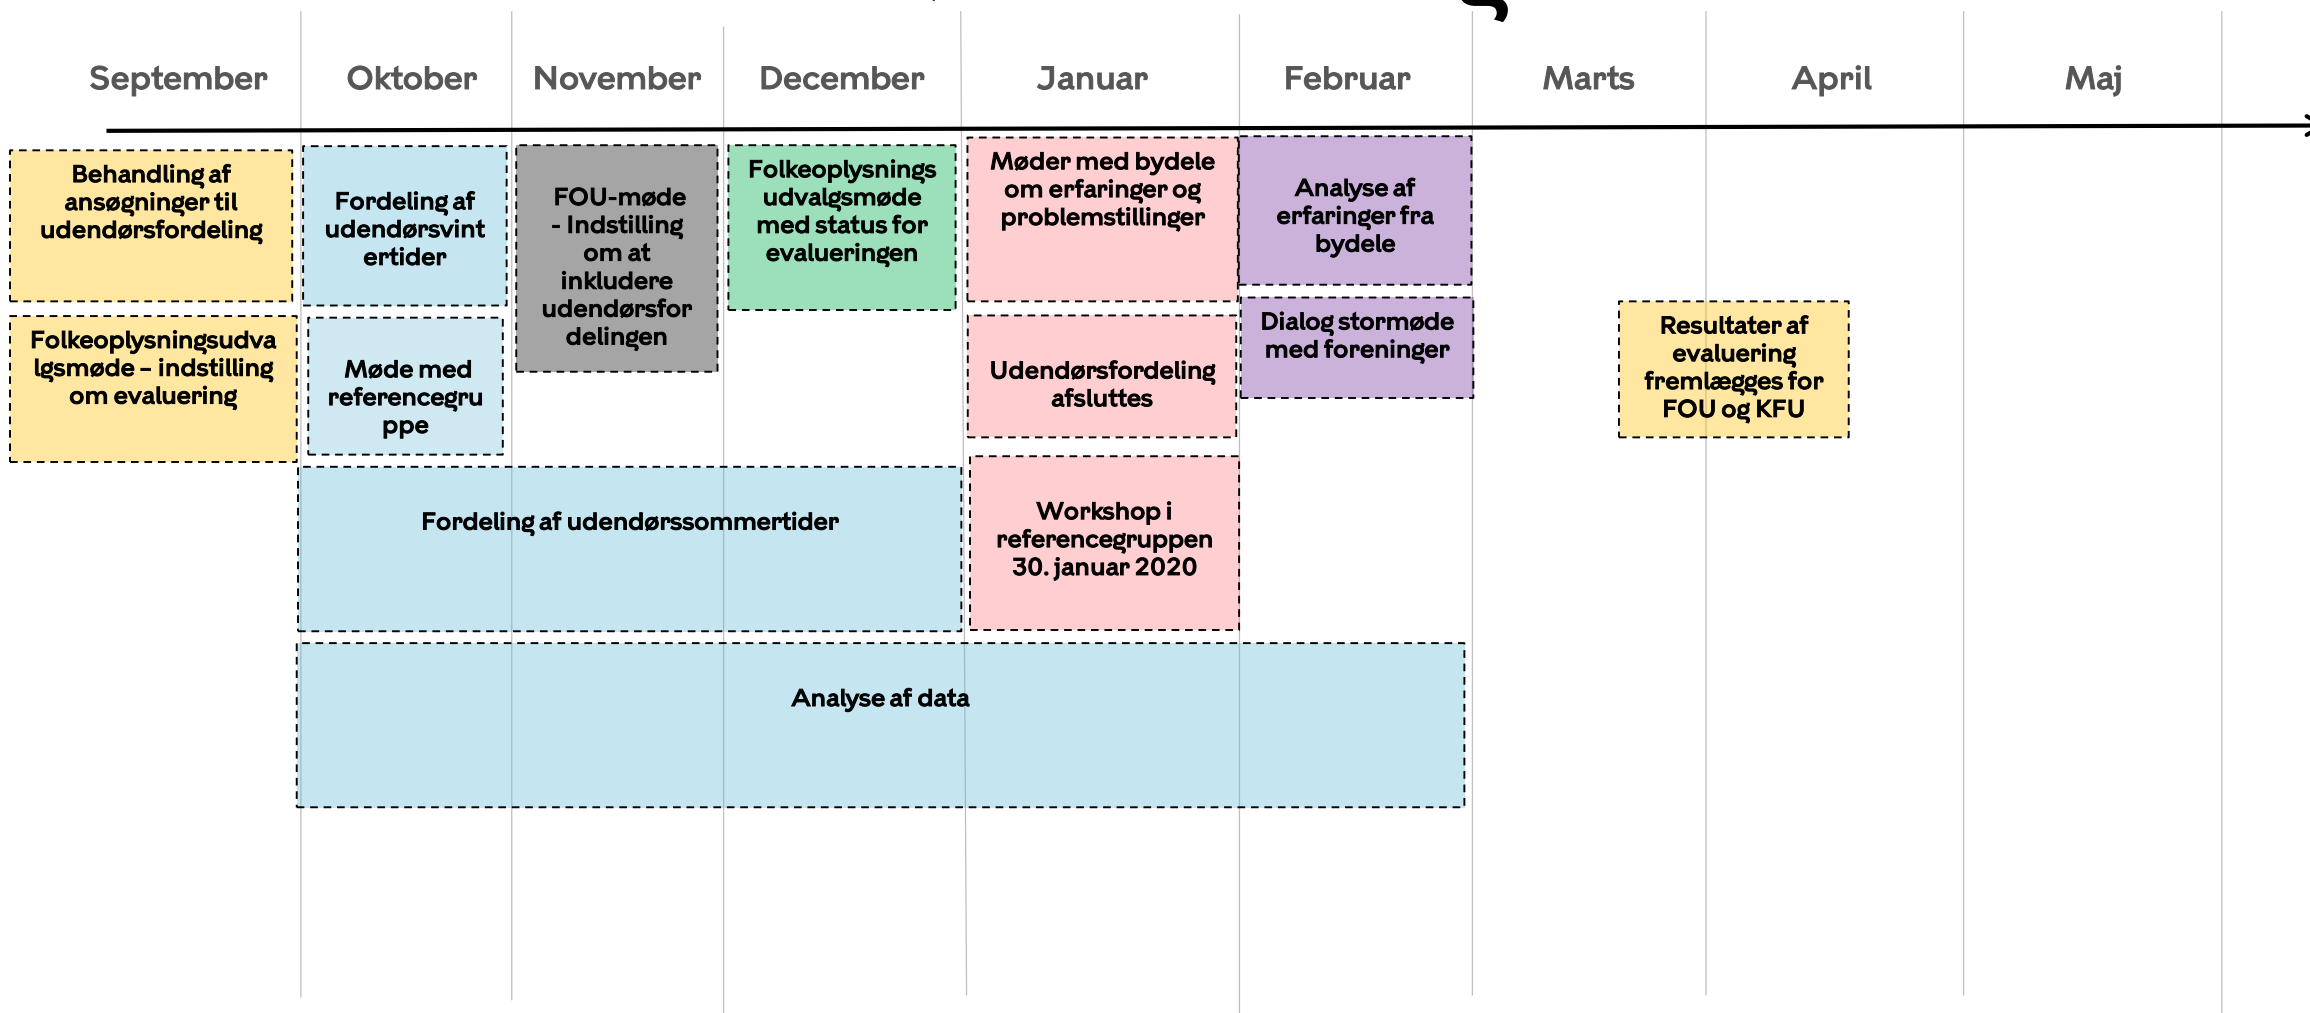 September
Oktober
November
December
Januar
Februar
Marts
April
Maj
Behandling af
ansøgninger til
udendørsfordeling
Folkeoplysningsudva
lgsmøde - indstilling
om evaluering
Fordeling af
udendørsvint
ertider
Møde med
referencegru
ppe
FOU-møde
- Indstilling
om at
inkludere
udendørsfor
delingen
Folkeoplysnings
udvalgsmøde
med status for
evalueringen
Møder med bydele
om erfaringer og
problemstillinger
Udendørsfordeling
afsluttes
Workshop i
referencegruppen
30. januar 2020
Analyse af
erfaringer fra
bydele
Dialog stormøde
med foreninger
Resultater af
evaluering
fremlægges for
FOU og KFU
Fordeling af udendørssommertider
Analyse af data